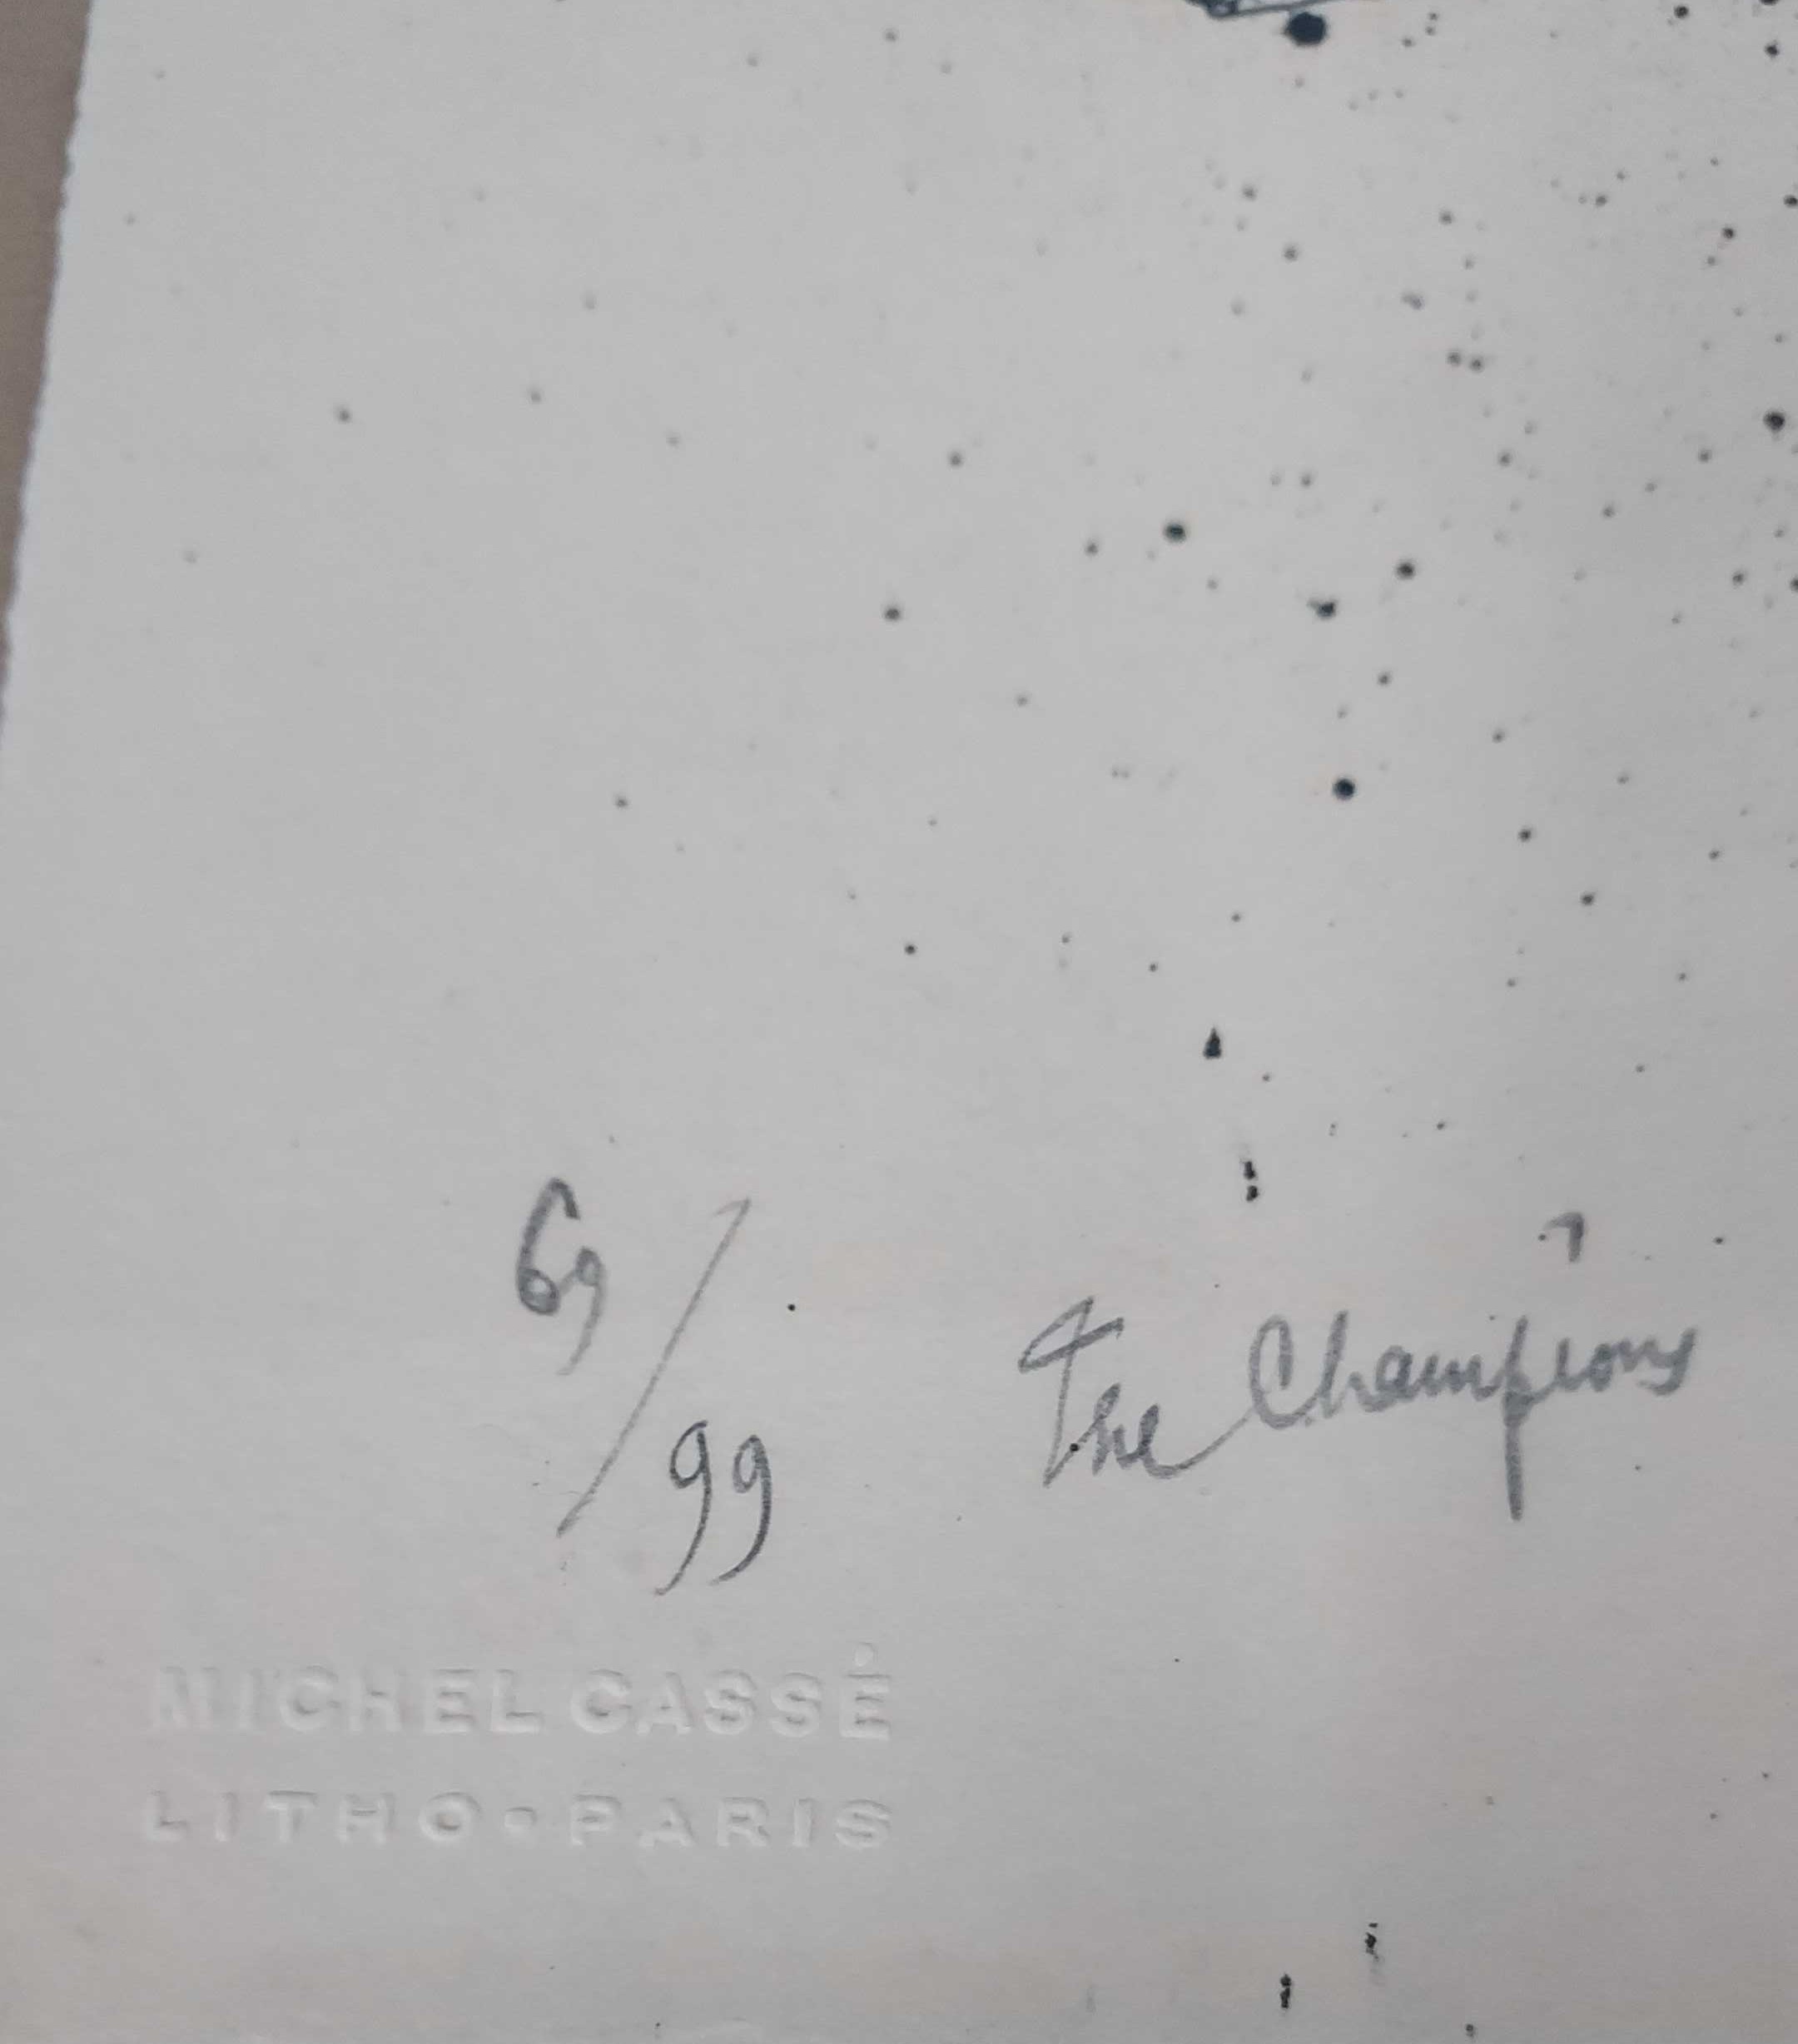 69/99
The Champions
MICHEL CASSÉ
LITHO • PARIS